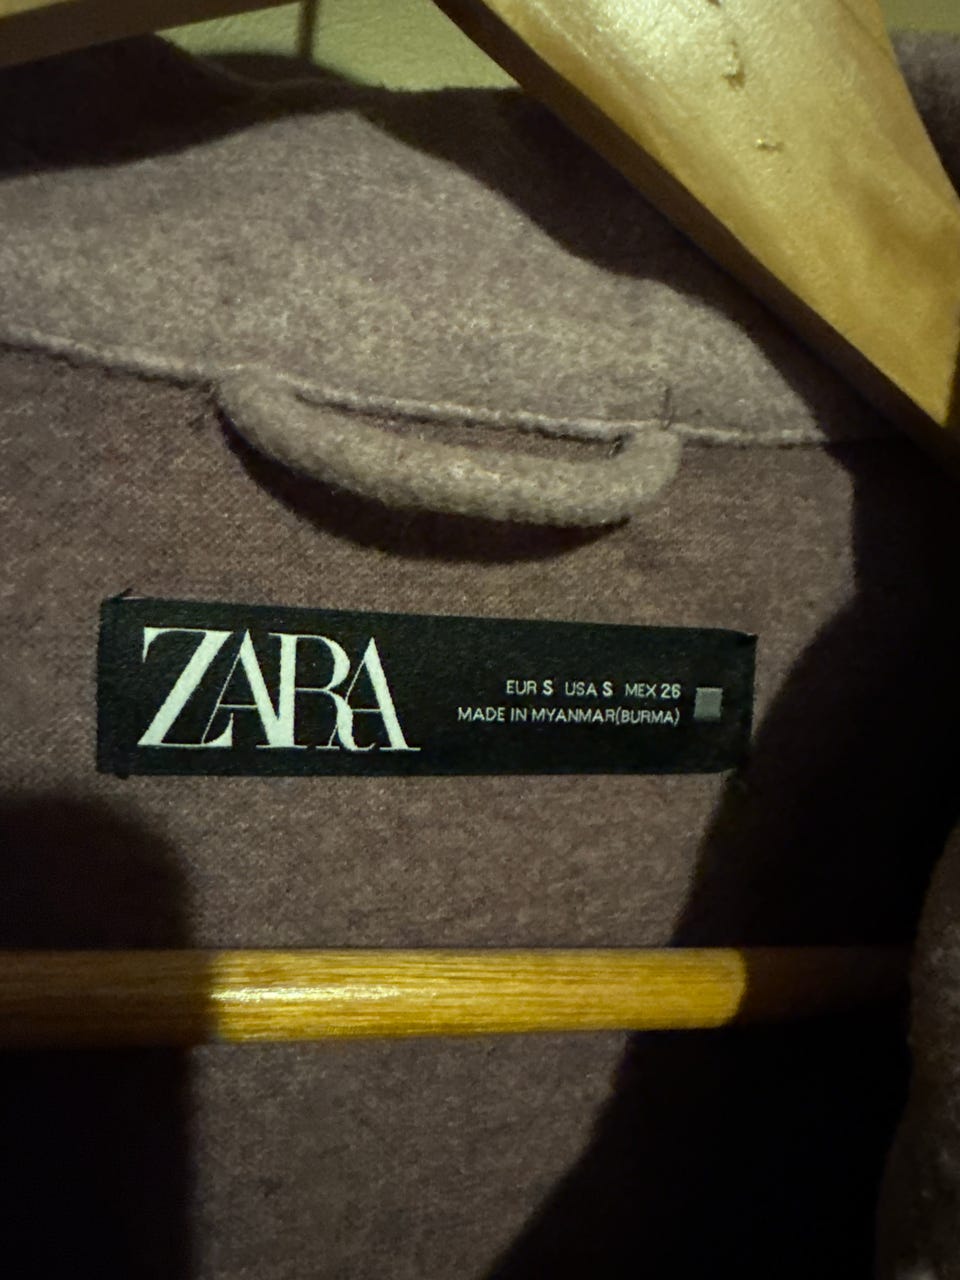 ZARA
EUR S USA S MEX 26
MADE IN MYANMAR(BURMA)